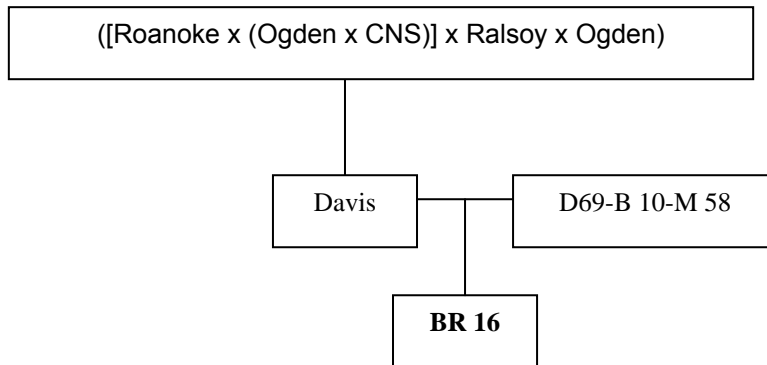 ([Roanoke x (Ogden x CNS)] x Ralsoy x Ogden)
Davis
D69-B 10-M 58
BR 16